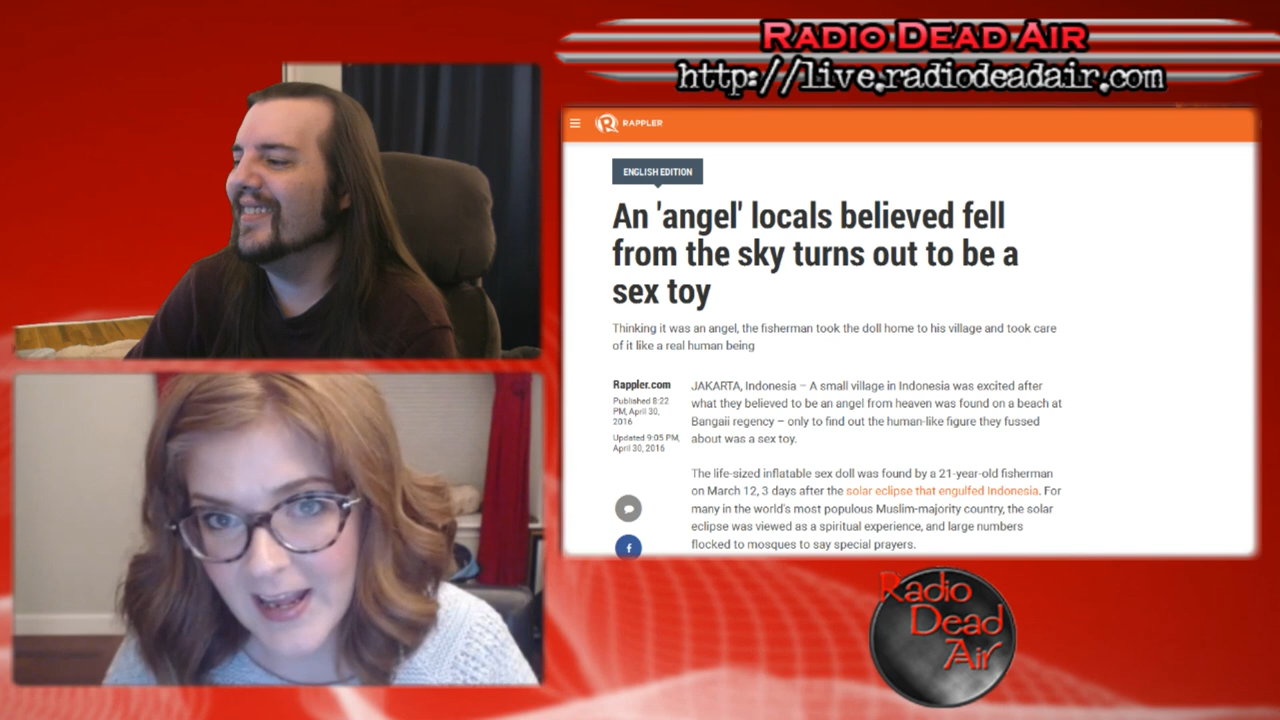 RADIO DEAD AIR
http://live.radiodeadair.com
RAPPLER
ENGLISH EDITION
An 'angel' locals believed fell
from the sky turns out to be a
sex toy
Thinking it was an angel, the fisherman took the doll home to his village and took care
of it like a real human being
Rappler.com
Published 8:22
PM, April 30,
2016
Updated 9:05 PM,
April 30, 2016
JAKARTA, Indonesia – A small village in Indonesia was excited after
what they believed to be an angel from heaven was found on a beach at
Bangaii regency – only to find out the human-like figure they fussed
about was a sex toy.
The life-sized inflatable sex doll was found by a 21-year-old fisherman
on March 12, 3 days after the solar eclipse that engulfed Indonesia. For
many in the world's most populous Muslim-majority country, the solar
eclipse was viewed as a spiritual experience, and large numbers
flocked to mosques to say special prayers.
Radio
Dead
Air